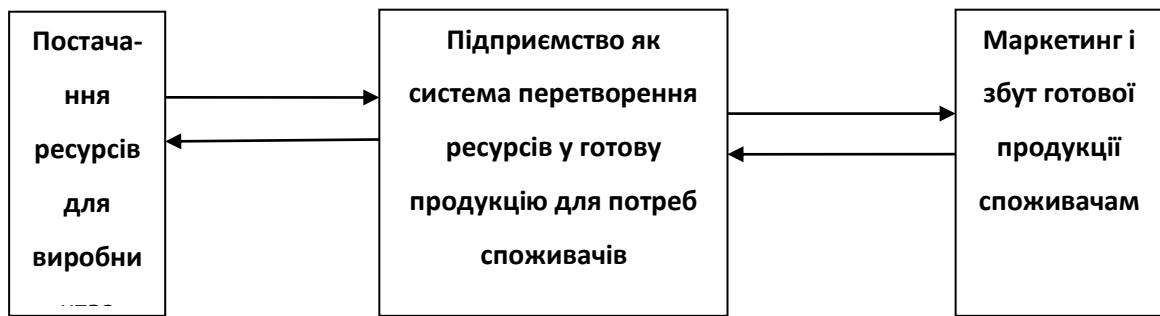 Постача-
ння
ресурсів
для
виробни
Підприємство як
система перетворення
ресурсів у готову
продукцію для потреб
споживачів
Маркетинг і
збут готової
продукції
споживачам